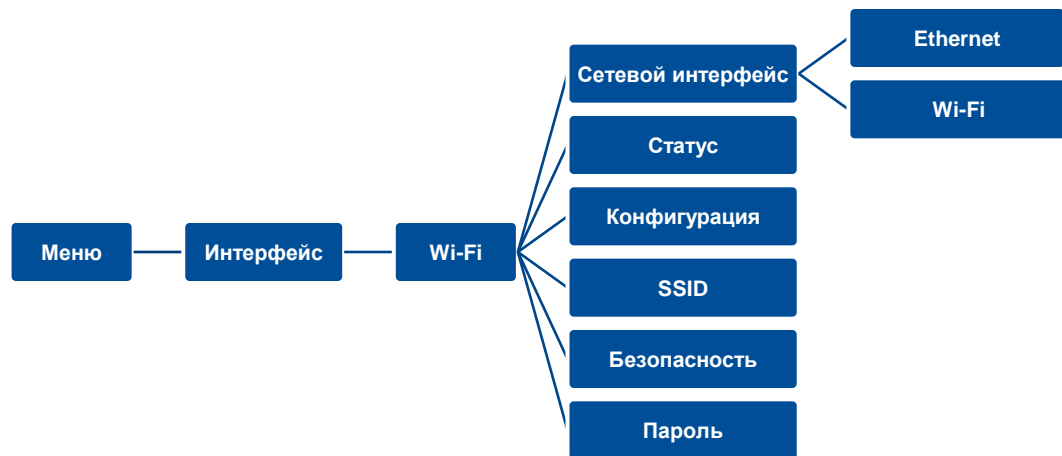 Ethernet
Сетевой интерфейс
Wi-Fi
Статус
Конфигурация
Меню
Интерфейс
Wi-Fi
SSID
Безопасность
Пароль